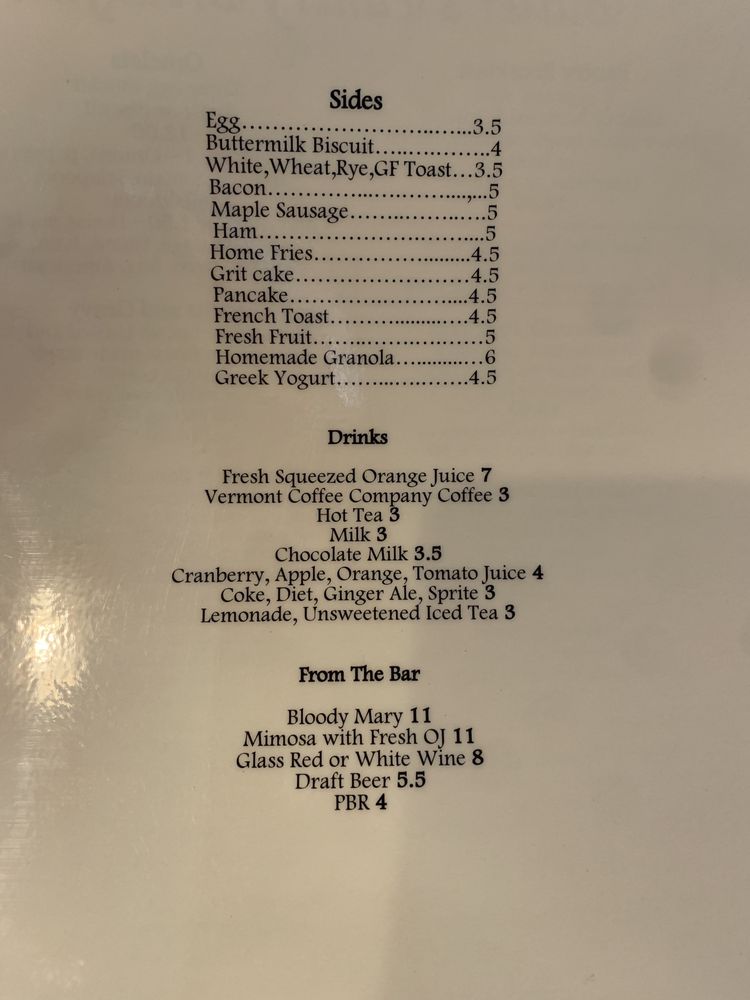 Sides
Egg.................................3.5
Buttermilk Biscuit..................4
White,Wheat,Rye,GF Toast...3.5
Bacon..............................,..5
Maple Sausage.....................5
Ham.................................5
Home Fries........................4.5
Grit cake...........................4.5
Pancake............................4.5
French Toast......................4.5
Fresh Fruit.........................5
Homemade Granola...............6
Greek Yogurt......................4.5
Drinks
Fresh Squeezed Orange Juice 7
Vermont Coffee Company Coffee 3
Hot Tea 3
Milk 3
Chocolate Milk 3.5
Cranberry, Apple, Orange, Tomato Juice 4
Coke, Diet, Ginger Ale, Sprite 3
Lemonade, Unsweetened Iced Tea 3
From The Bar
Bloody Mary 11
Mimosa with Fresh OJ 11
Glass Red or White Wine 8
Draft Beer 5.5
PBR 4